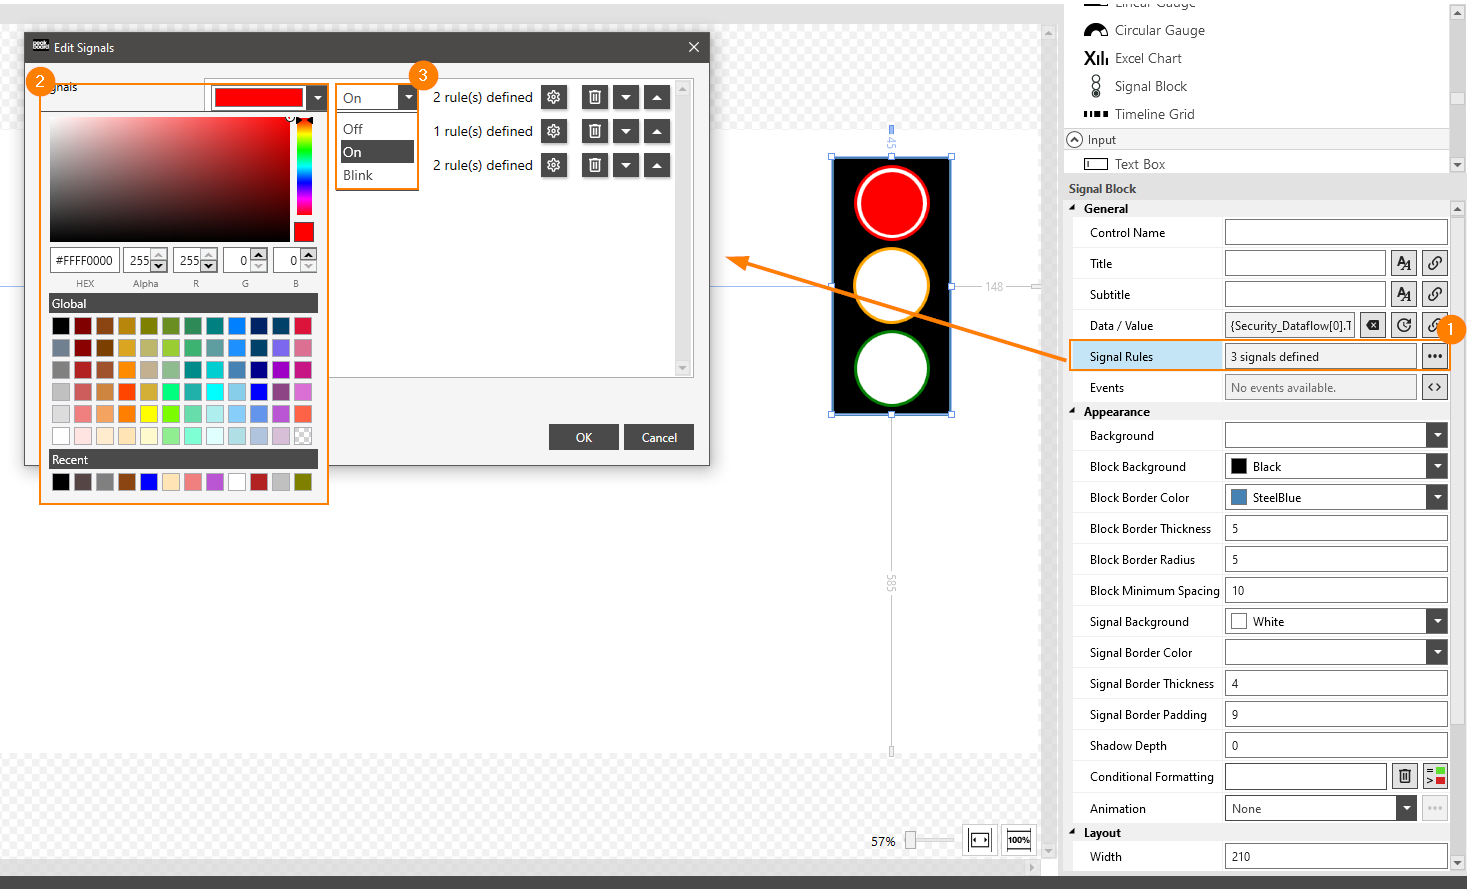 Linear Gauge
Circular Gauge
Excel Chart
Signal Block
Timeline Grid
Input
Text Box
Edit Signals
2
gnals
3
On
Off
On
Blink
2 rule(s) defined
1 rule(s) defined
2 rule(s) defined
#FFFF0000
255
255
0
0
HEX
Alpha
R
G
B
Global
Recent
OK
Cancel
45
148
585
57%
100%
Signal Block
General
Control Name
Title
Subtitle
Data / Value
{Security_Dataflow[0].T
1
Signal Rules
3 signals defined
Events
No events available.
Appearance
Background
Block Background
Black
Block Border Color
SteelBlue
Block Border Thickness
5
Block Border Radius
5
Block Minimum Spacing
10
Signal Background
White
Signal Border Color
Signal Border Thickness
4
Signal Border Padding
9
Shadow Depth
0
Conditional Formatting
Animation
None
Layout
Width
210